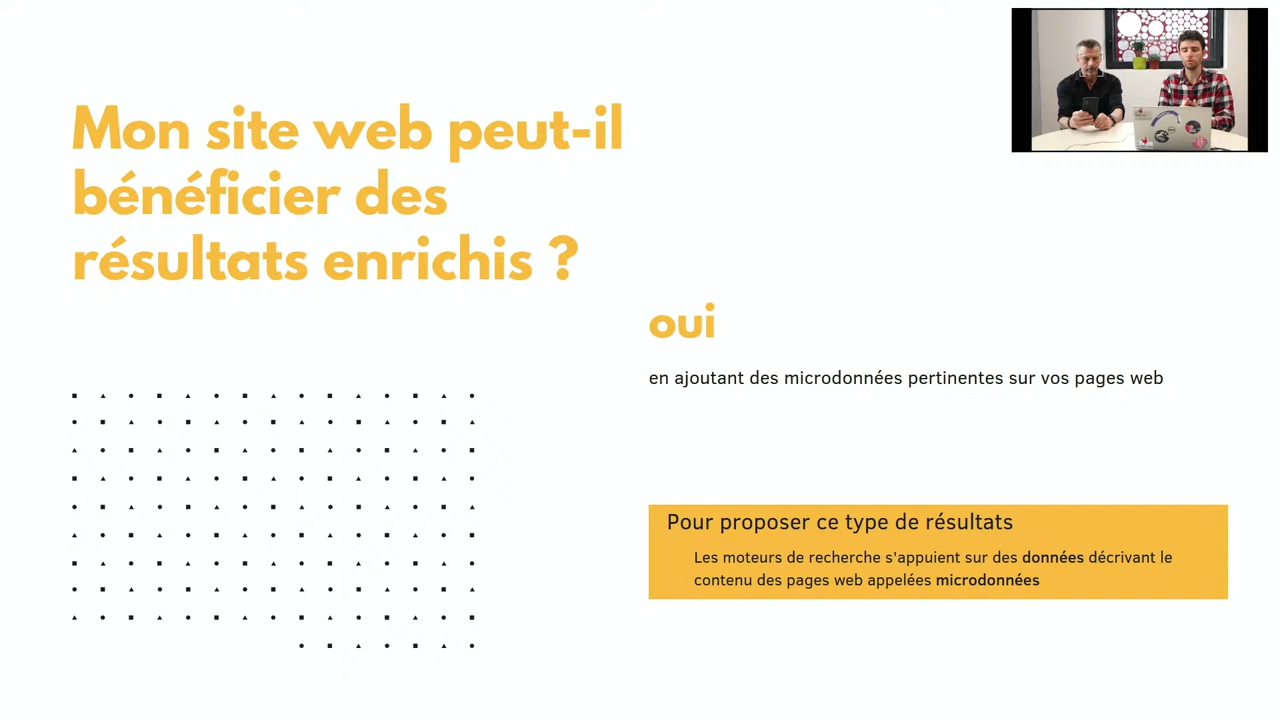 Mon site web peut-il
bénéficier des
résultats enrichis ?
oui
en ajoutant des microdonnées pertinentes sur vos pages web
Pour proposer ce type de résultats
Les moteurs de recherche s'appuient sur des données décrivant le
contenu des pages web appelées microdonnées